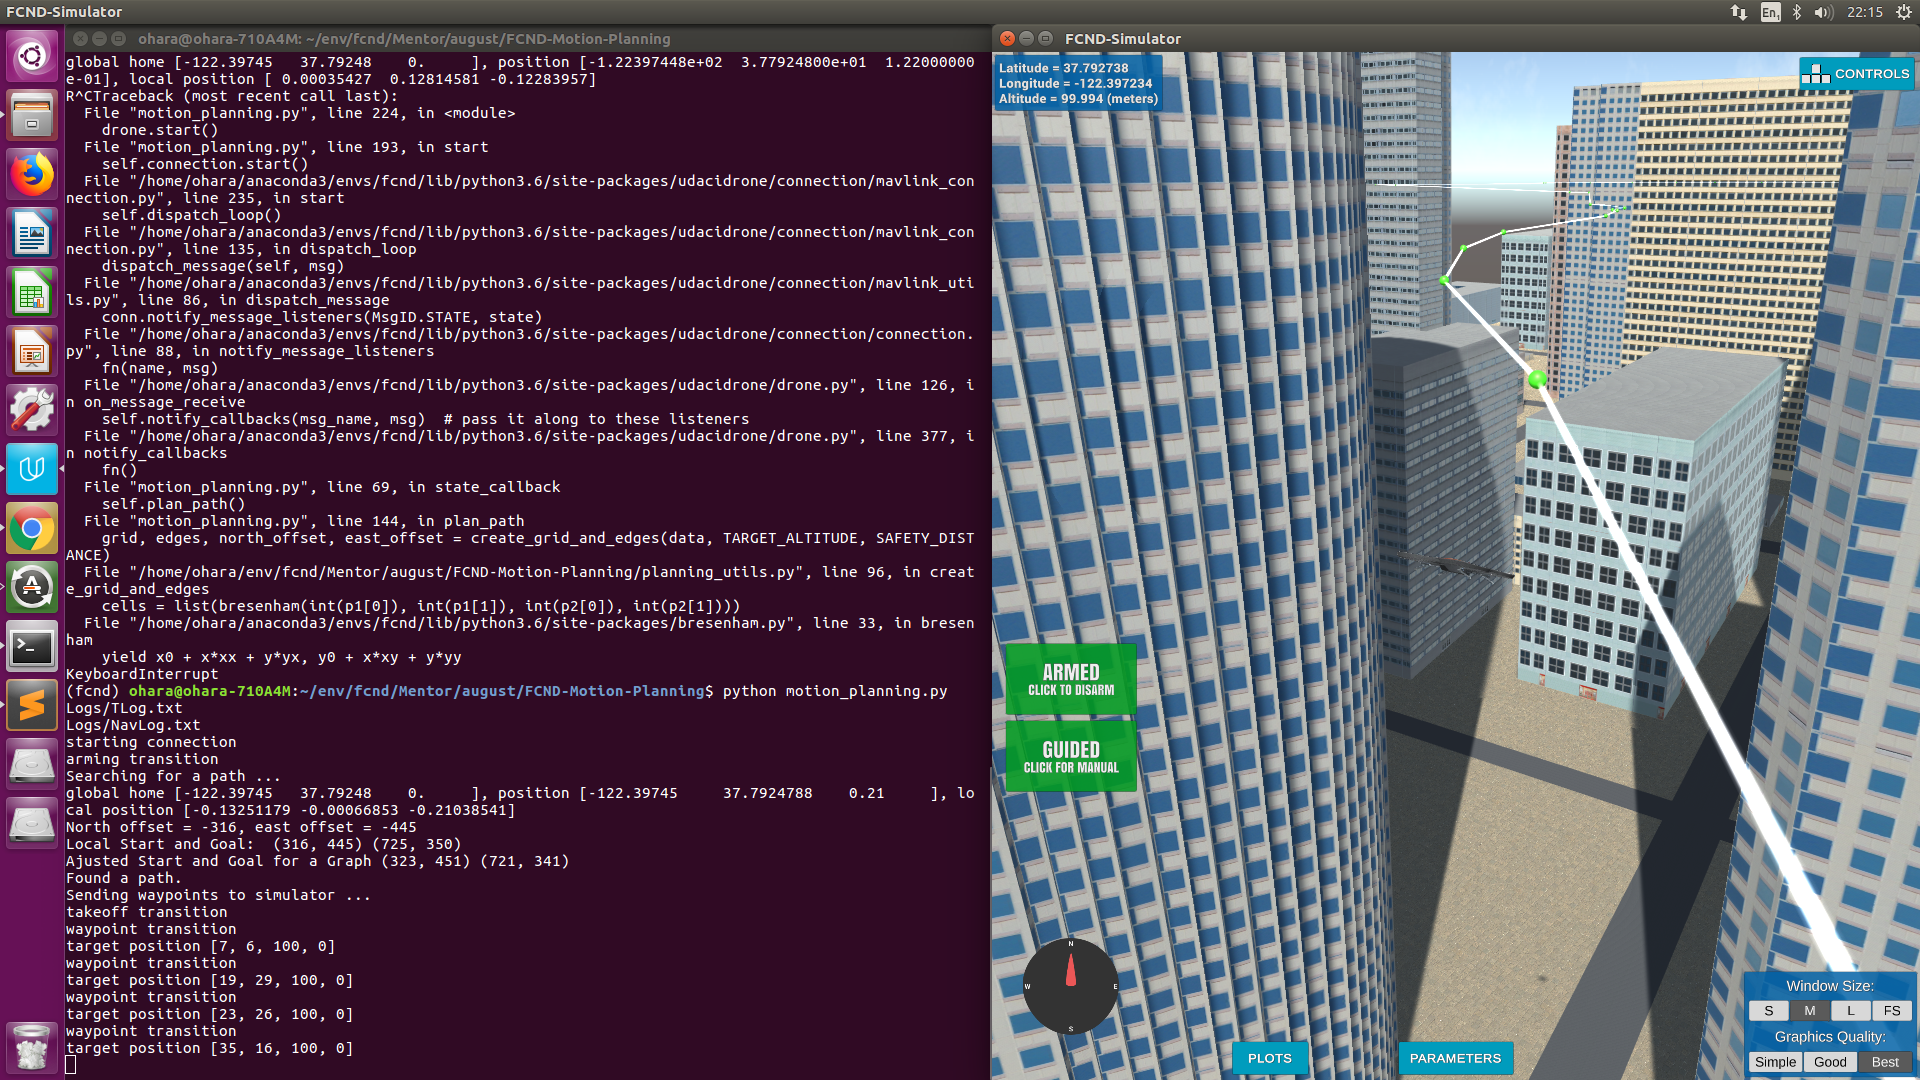 FCND-Simulator
En1
22:15
ohara@ohara-710A4M: ~/env/fcnd/Mentor/august/FCND-Motion-Planning
global home [-122.39745   37.79248    0.     ], position [-1.22397448e+02  3.77924800e+01  1.22000000
e-01], local position [ 0.00035427  0.12814581 -0.12283957]
R^CTraceback (most recent call last):
  File "motion_planning.py", line 224, in <module>
    drone.start()
  File "motion_planning.py", line 193, in start
    self.connection.start()
  File "/home/ohara/anaconda3/envs/fcnd/lib/python3.6/site-packages/udacidrone/connection/mavlink_con
nection.py", line 235, in start
    self.dispatch_loop()
  File "/home/ohara/anaconda3/envs/fcnd/lib/python3.6/site-packages/udacidrone/connection/mavlink_con
nection.py", line 135, in dispatch_loop
    dispatch_message(self, msg)
  File "/home/ohara/anaconda3/envs/fcnd/lib/python3.6/site-packages/udacidrone/connection/mavlink_uti
ls.py", line 86, in dispatch_message
    conn.notify_message_listeners(MsgID.STATE, state)
  File "/home/ohara/anaconda3/envs/fcnd/lib/python3.6/site-packages/udacidrone/connection/connection.
py", line 88, in notify_message_listeners
    fn(name, msg)
  File "/home/ohara/anaconda3/envs/fcnd/lib/python3.6/site-packages/udacidrone/drone.py", line 126, i
n on_message_receive
    self.notify_callbacks(msg_name, msg)  # pass it along to these listeners
  File "/home/ohara/anaconda3/envs/fcnd/lib/python3.6/site-packages/udacidrone/drone.py", line 377, i
n notify_callbacks
    fn()
  File "motion_planning.py", line 69, in state_callback
    self.plan_path()
  File "motion_planning.py", line 144, in plan_path
    grid, edges, north_offset, east_offset = create_grid_and_edges(data, TARGET_ALTITUDE, SAFETY_DIST
ANCE)
  File "/home/ohara/env/fcnd/Mentor/august/FCND-Motion-Planning/planning_utils.py", line 96, in creat
e_grid_and_edges
    cells = list(bresenham(int(p1[0]), int(p1[1]), int(p2[0]), int(p2[1])))
  File "/home/ohara/anaconda3/envs/fcnd/lib/python3.6/site-packages/bresenham.py", line 33, in bresen
ham
    yield x0 + x*xx + y*yx, y0 + x*xy + y*yy
KeyboardInterrupt
(fcnd) ohara@ohara-710A4M:~/env/fcnd/Mentor/august/FCND-Motion-Planning$ python motion_planning.py
Logs/TLog.txt
Logs/NavLog.txt
starting connection
arming transition
Searching for a path ...
global home [-122.39745   37.79248    0.     ], position [-122.39745     37.7924788    0.21     ], lo
cal position [-0.13251179 -0.00066853 -0.21038541]
North offset = -316, east offset = -445
Local Start and Goal:  (316, 445) (725, 350)
Ajusted Start and Goal for a Graph (323, 451) (721, 341)
Found a path.
Sending waypoints to simulator ...
takeoff transition
waypoint transition
target position [7, 6, 100, 0]
waypoint transition
target position [19, 29, 100, 0]
waypoint transition
target position [23, 26, 100, 0]
waypoint transition
target position [35, 16, 100, 0]
FCND-Simulator
Latitude = 37.792738
Longitude = -122.397234
Altitude = 99.994 (meters)
CONTROLS
ARMED
CLICK TO DISARM
GUIDED
CLICK FOR MANUAL
N
W E
S
PLOTS
PARAMETERS
Window Size:
S M L FS
Graphics Quality:
Simple Good Best